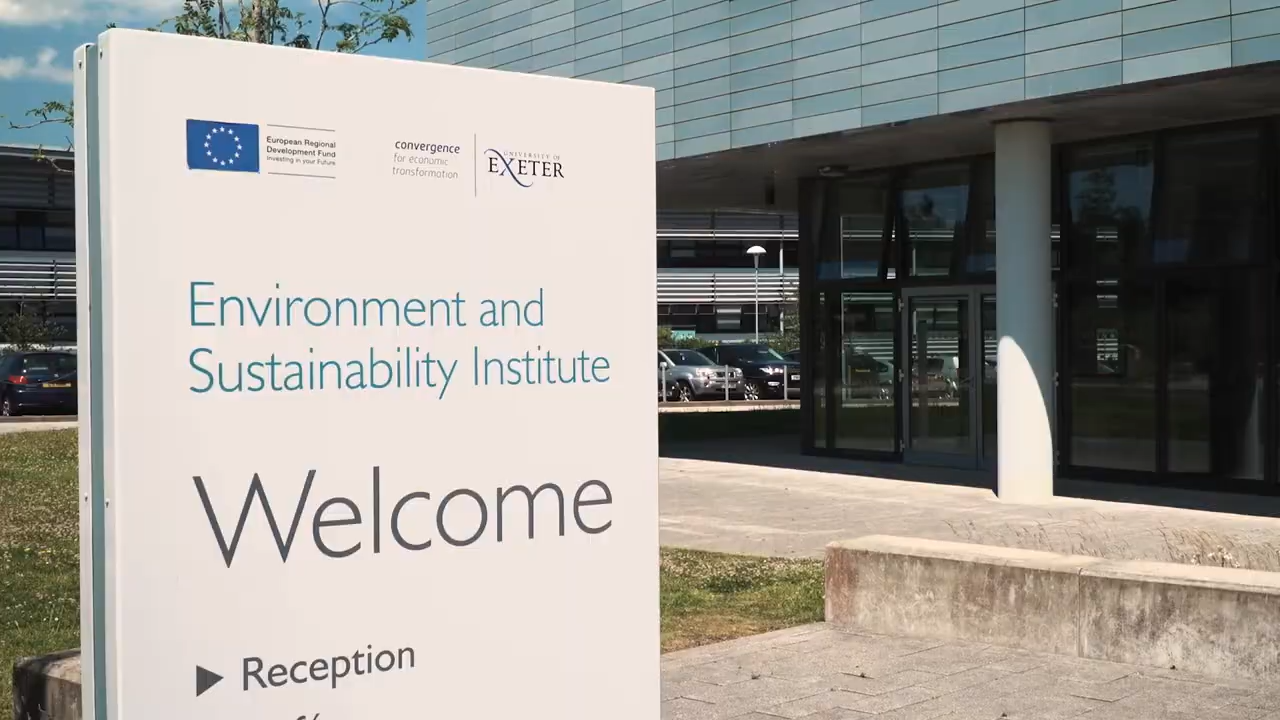 European Regional
Development Fund
Investing in your Future
convergence
for economic
transformation
UNIVERSITY OF
EXETER
Environment and
Sustainability Institute
Welcome
Reception